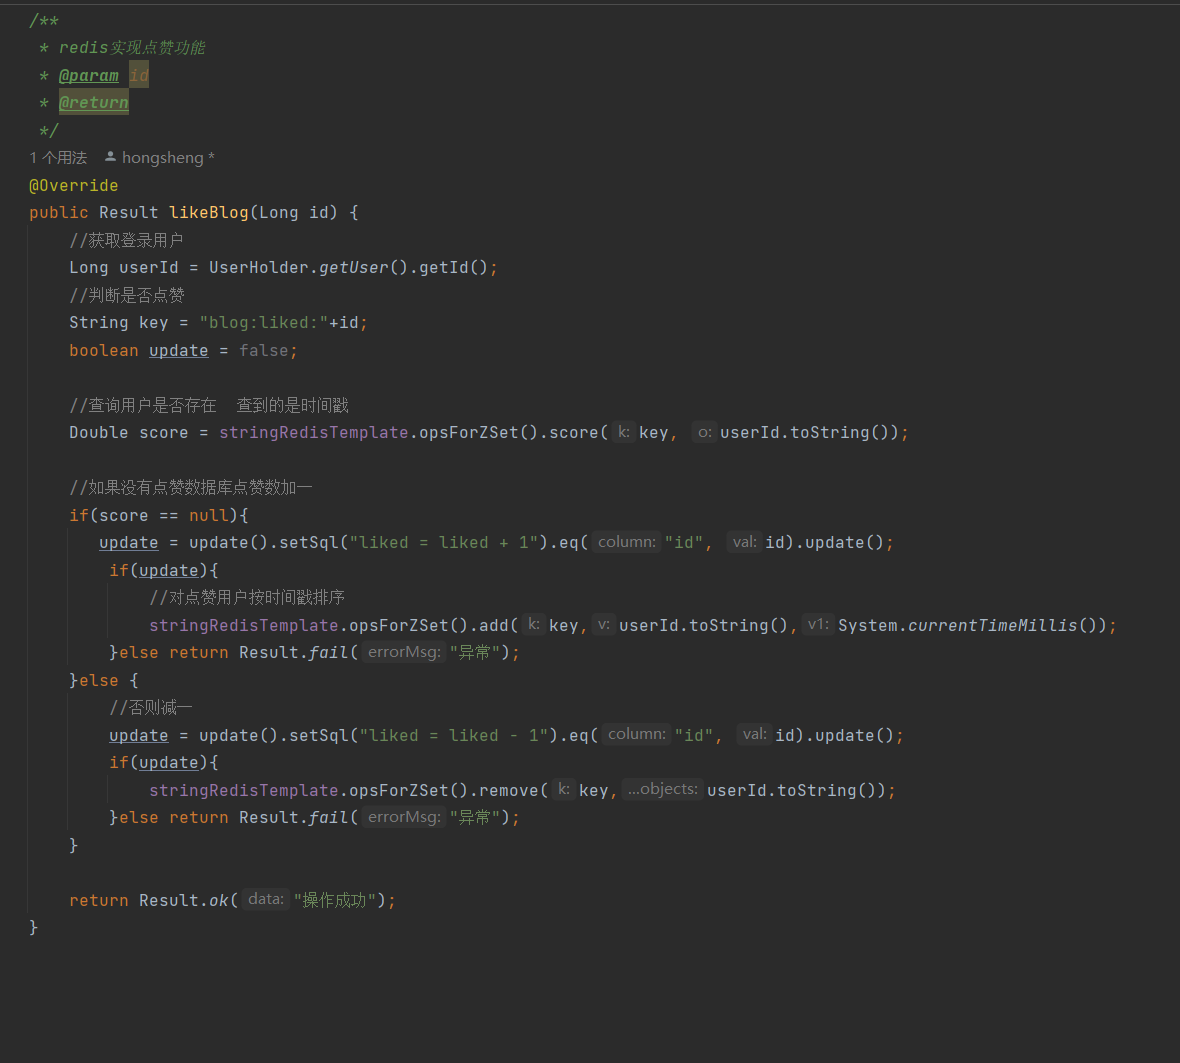 /**
 * redis实现点赞功能
 * @param id
 * @return
 */
1 个用法 hongsheng *
@Override
public Result likeBlog(Long id) {
    //获取登录用户
    Long userId = UserHolder.getUser().getId();
    //判断是否点赞
    String key = "blog:liked:"+id;
    boolean update = false;

    //查询用户是否存在  查到的是时间戳
    Double score = stringRedisTemplate.opsForZSet().score( k: key, o: userId.toString());

    //如果没有点赞数据库点赞数加一
    if(score == null){
       update = update().setSql("liked = liked + 1").eq( column: "id", val: id).update();
        if(update){
            //对点赞用户按时间戳排序
            stringRedisTemplate.opsForZSet().add( k: key, v: userId.toString(), v1: System.currentTimeMillis());
        }else return Result.fail( errorMsg: "异常");
    }else {
        //否则减一
        update = update().setSql("liked = liked - 1").eq( column: "id", val: id).update();
        if(update){
            stringRedisTemplate.opsForZSet().remove( k: key, ...objects: userId.toString());
        }else return Result.fail( errorMsg: "异常");
    }

    return Result.ok( data: "操作成功");
}